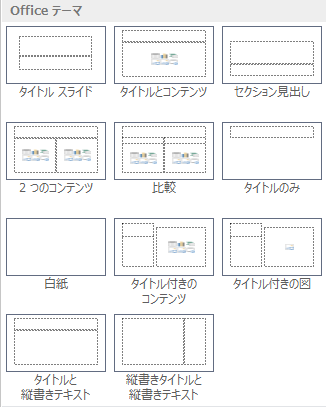 Office テーマ
タイトル スライド
タイトルとコンテンツ
セクション見出し
2 つのコンテンツ
比較
タイトルのみ
白紙
タイトル付きの
コンテンツ
タイトル付きの図
タイトルと
縦書きテキスト
縦書きタイトルと
縦書きテキスト